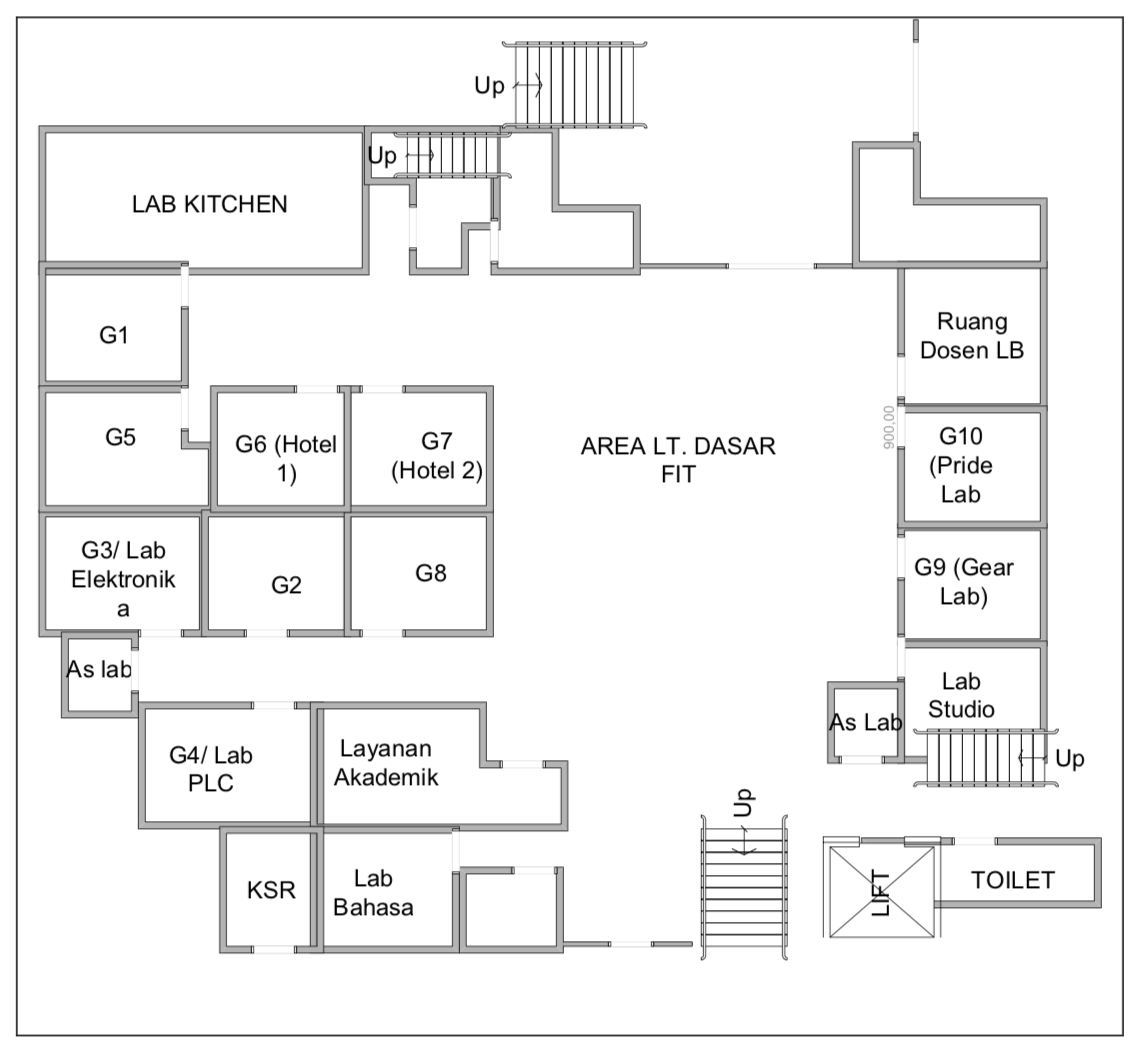 Up
Up
LAB KITCHEN
G1
Ruang
Dosen LB
G5
G6 (Hotel
1)
G7
(Hotel 2)
AREA LT. DASAR
FIT
900,00
G10
(Pride
Lab
G3/ Lab
Elektronik
a
G2
G8
G9 (Gear
Lab)
As lab
Lab
Studio
As Lab
Up
G4/ Lab
PLC
Layanan
Akademik
Up
KSR
Lab
Bahasa
LIFT
TOILET